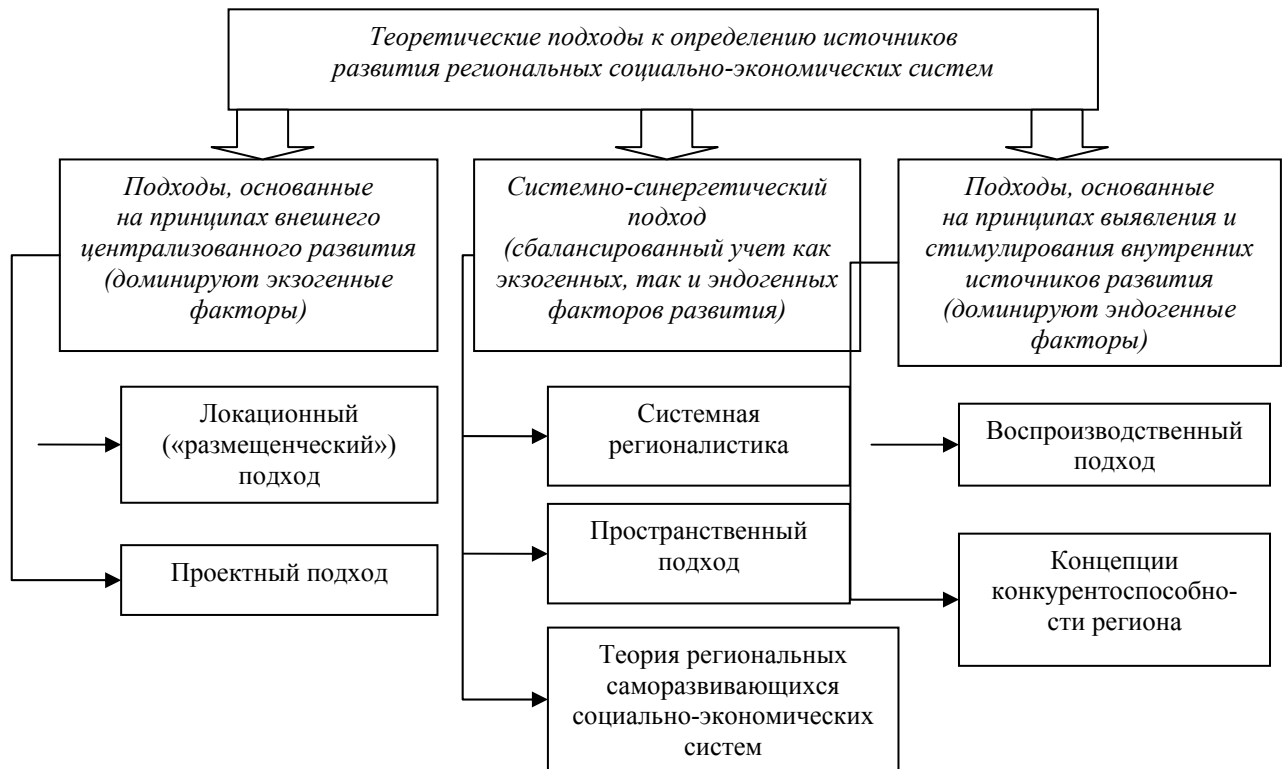 Теоретические подходы к определению источников
развития региональных социально-экономических систем
Подходы, основанные
на принципах внешнего
централизованного развития
(доминируют экзогенные
факторы)
Системно-синергетический
подход
(сбалансированный учет как
экзогенных, так и эндогенных
факторов развития)
Подходы, основанные
на принципах выявления и
стимулирования внутренних
источников развития
(доминируют эндогенные
факторы)
Локационный
(«размещенческий»)
подход
Проектный подход
Системная
регионалистика
Пространственный
подход
Теория региональных
саморазвивающихся
социально-экономических
систем
Воспроизводственный
подход
Концепции
конкурентоспособно-
сти региона